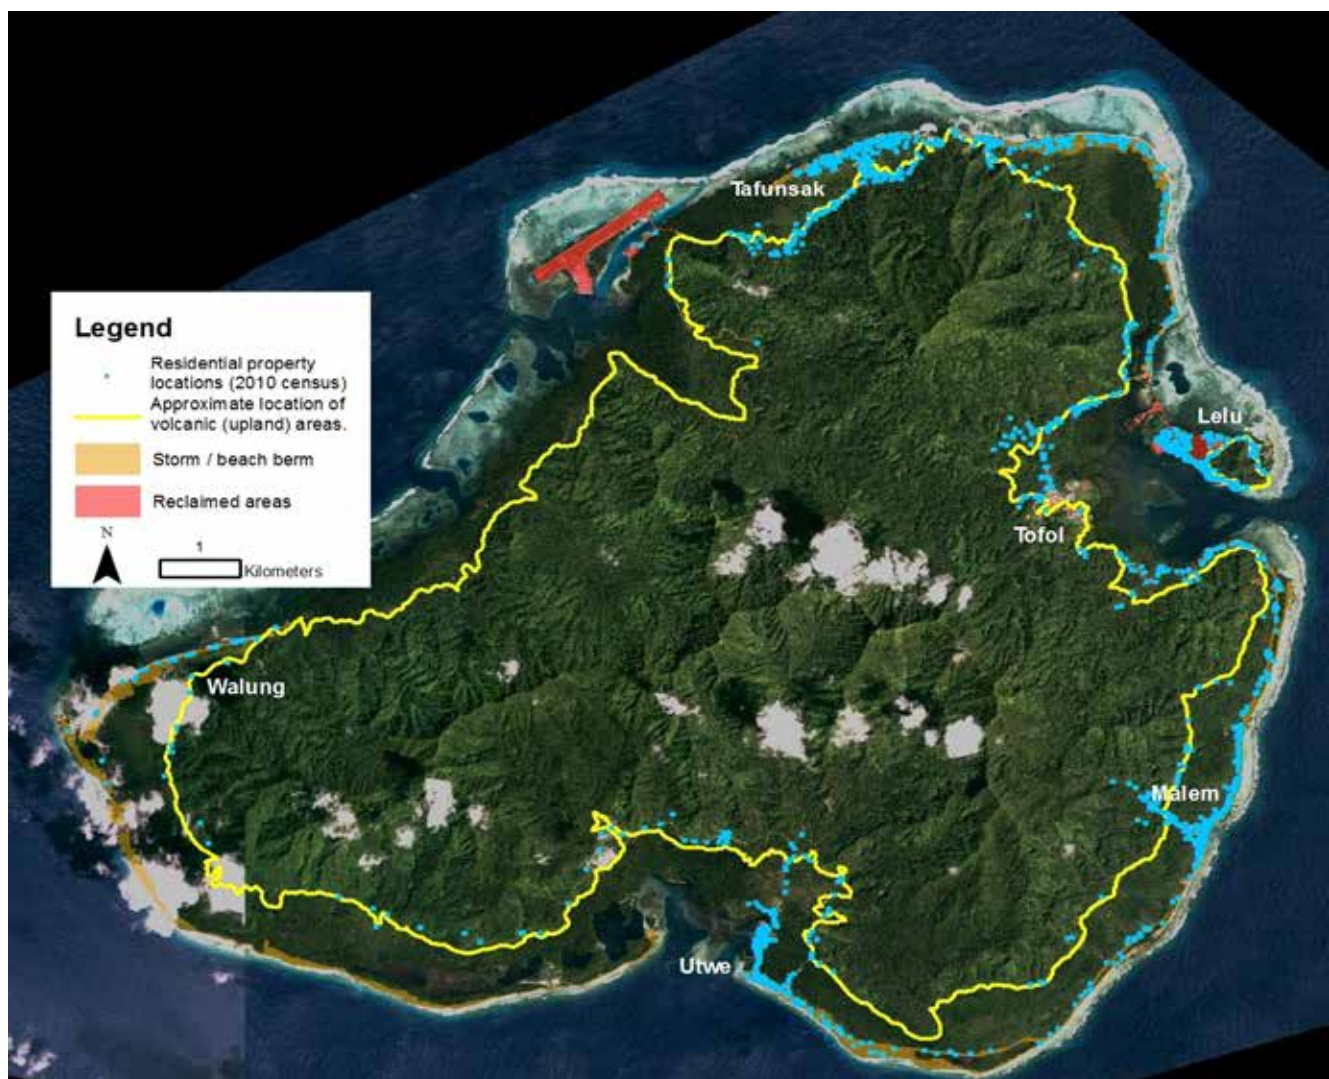 Tafunsak
Legend
Residential property
locations (2010 census)
Approximate location of
volcanic (upland) areas.
Storm / beach berm
Reclaimed areas
N
1
Kilometers
Lelu
Tofol
Walung
Malem
Utwe